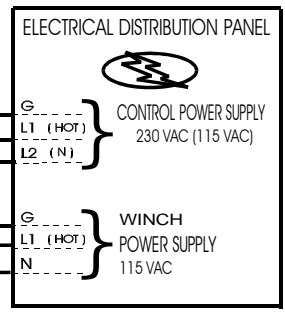 ELECTRICAL DISTRIBUTION PANEL
G
L1 (HOT)
L2 (N)
CONTROL POWER SUPPLY
230 VAC (115 VAC)
G
L1 (HOT)
N
WINCH
POWER SUPPLY
115 VAC